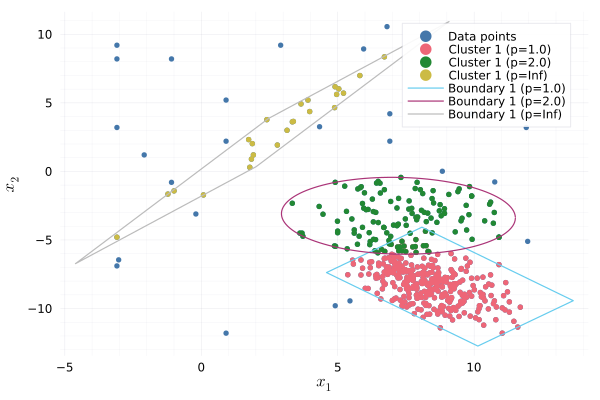 10
5
0
−5
−10
x₂
−5
0
5
10
x₁
Data points
Cluster 1 (p=1.0)
Cluster 1 (p=2.0)
Cluster 1 (p=Inf)
Boundary 1 (p=1.0)
Boundary 1 (p=2.0)
Boundary 1 (p=Inf)